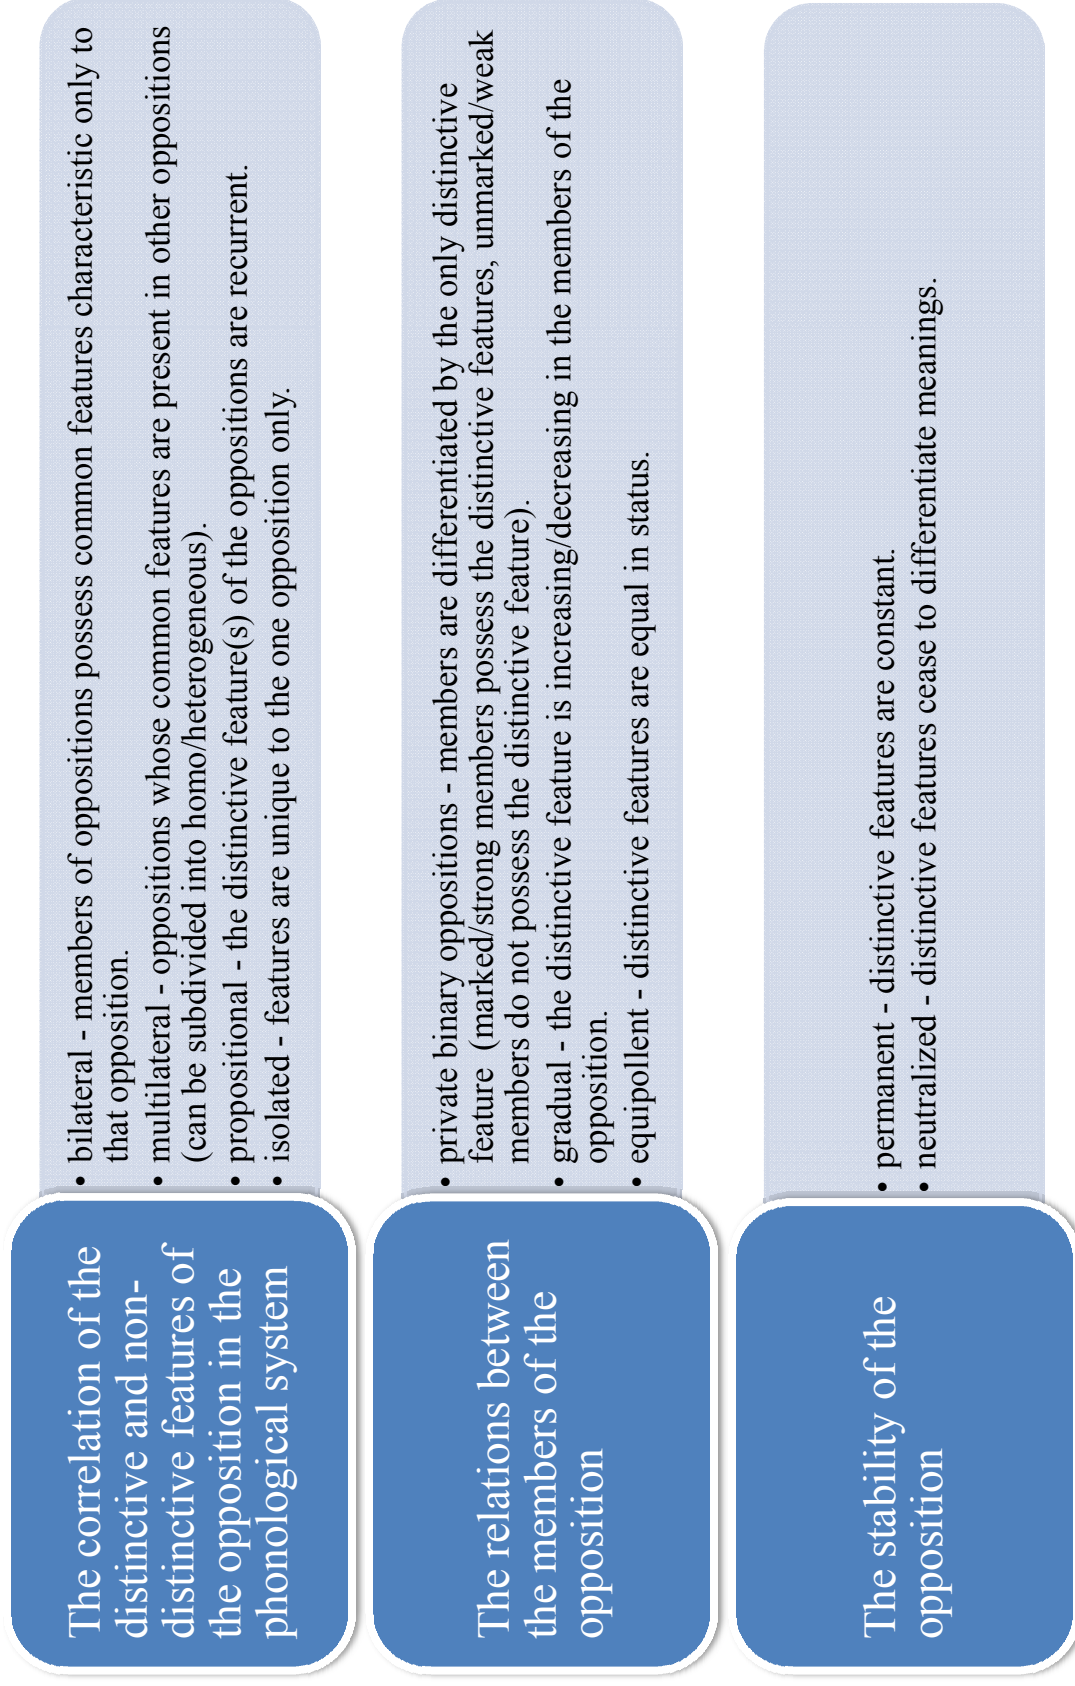 The correlation of the
distinctive and non-
distinctive features of
the opposition in the
phonological system
• bilateral - members of oppositions possess common features characteristic only to
that opposition.
• multilateral - oppositions whose common features are present in other oppositions
(can be subdivided into homo/heterogeneous).
• propositional - the distinctive feature(s) of the oppositions are recurrent.
• isolated - features are unique to the one opposition only.
The relations between
the members of the
opposition
• private binary oppositions - members are differentiated by the only distinctive
feature (marked/strong members possess the distinctive features, unmarked/weak
members do not possess the distinctive feature).
• gradual - the distinctive feature is increasing/decreasing in the members of the
opposition.
• equipollent - distinctive features are equal in status.
The stability of the
opposition
• permanent - distinctive features are constant.
• neutralized - distinctive features cease to differentiate meanings.